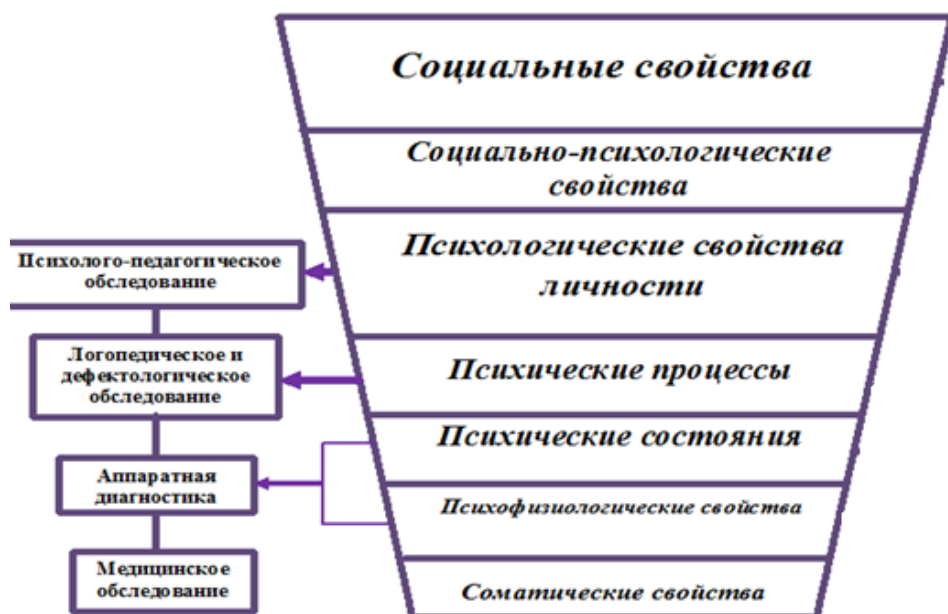 Социальные свойства
Социально-психологические
свойства
Психологические свойства
личности
Психические процессы
Психические состояния
Психофизиологические свойства
Соматические свойства
Психолого-педагогическое
обследование
Логопедическое и
дефектологическое
обследование
Аппаратная
диагностика
Медицинское
обследование